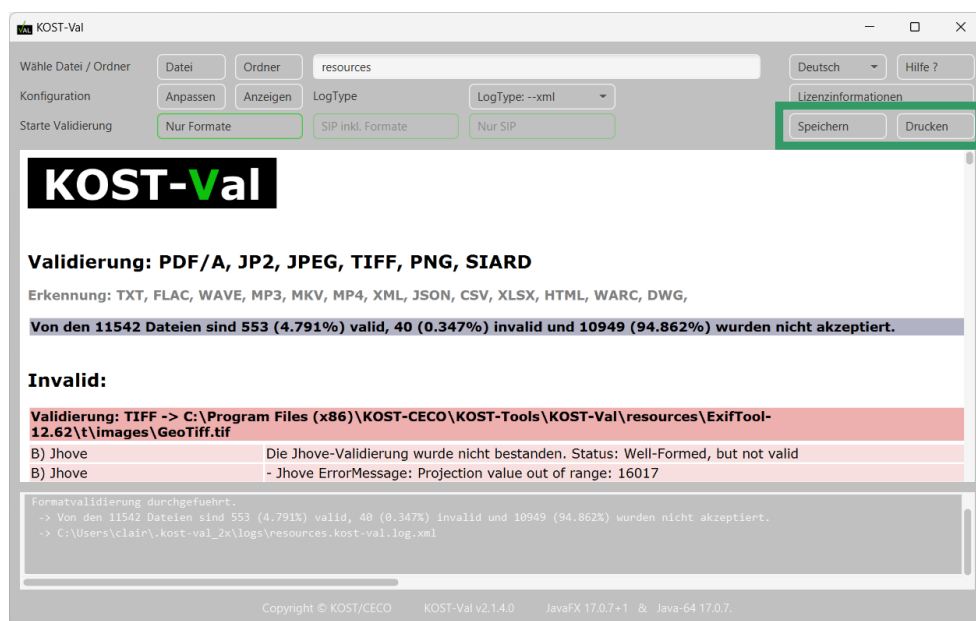 VAL KOST-Val
Wähle Datei / Ordner Datei Ordner resources Deutsch Hilfe ?
Konfiguration Anpassen Anzeigen LogType LogType: --xml Lizenzinformationen
Starte Validierung Nur Formate SIP inkl. Formate Nur SIP Speichern Drucken
KOST-Val
Validierung: PDF/A, JP2, JPEG, TIFF, PNG, SIARD
Erkennung: TXT, FLAC, WAVE, MP3, MKV, MP4, XML, JSON, CSV, XLSX, HTML, WARC, DWG,
Von den 11542 Dateien sind 553 (4.791%) valid, 40 (0.347%) invalid und 10949 (94.862%) wurden nicht akzeptiert.
Invalid:
Validierung: TIFF -> C:\Program Files (x86)\KOST-CECO\KOST-Tools\KOST-Val\resources\ExifTool-
12.62\t\images\GeoTiff.tif
B) Jhove Die Jhove-Validierung wurde nicht bestanden. Status: Well-Formed, but not valid
B) Jhove - Jhove ErrorMessage: Projection value out of range: 16017
Formatvalidierung durchgefuehrt.
-> Von den 11542 Dateien sind 553 (4.791%) valid, 40 (0.347%) invalid und 10949 (94.862%) wurden nicht akzeptiert.
-> C:\Users\clair\.kost-val_2x\logs\resources.kost-val.log.xml
Copyright © KOST/CECO KOST-Val v2.1.4.0 JavaFX 17.0.7+1 & Java-64 17.0.7.